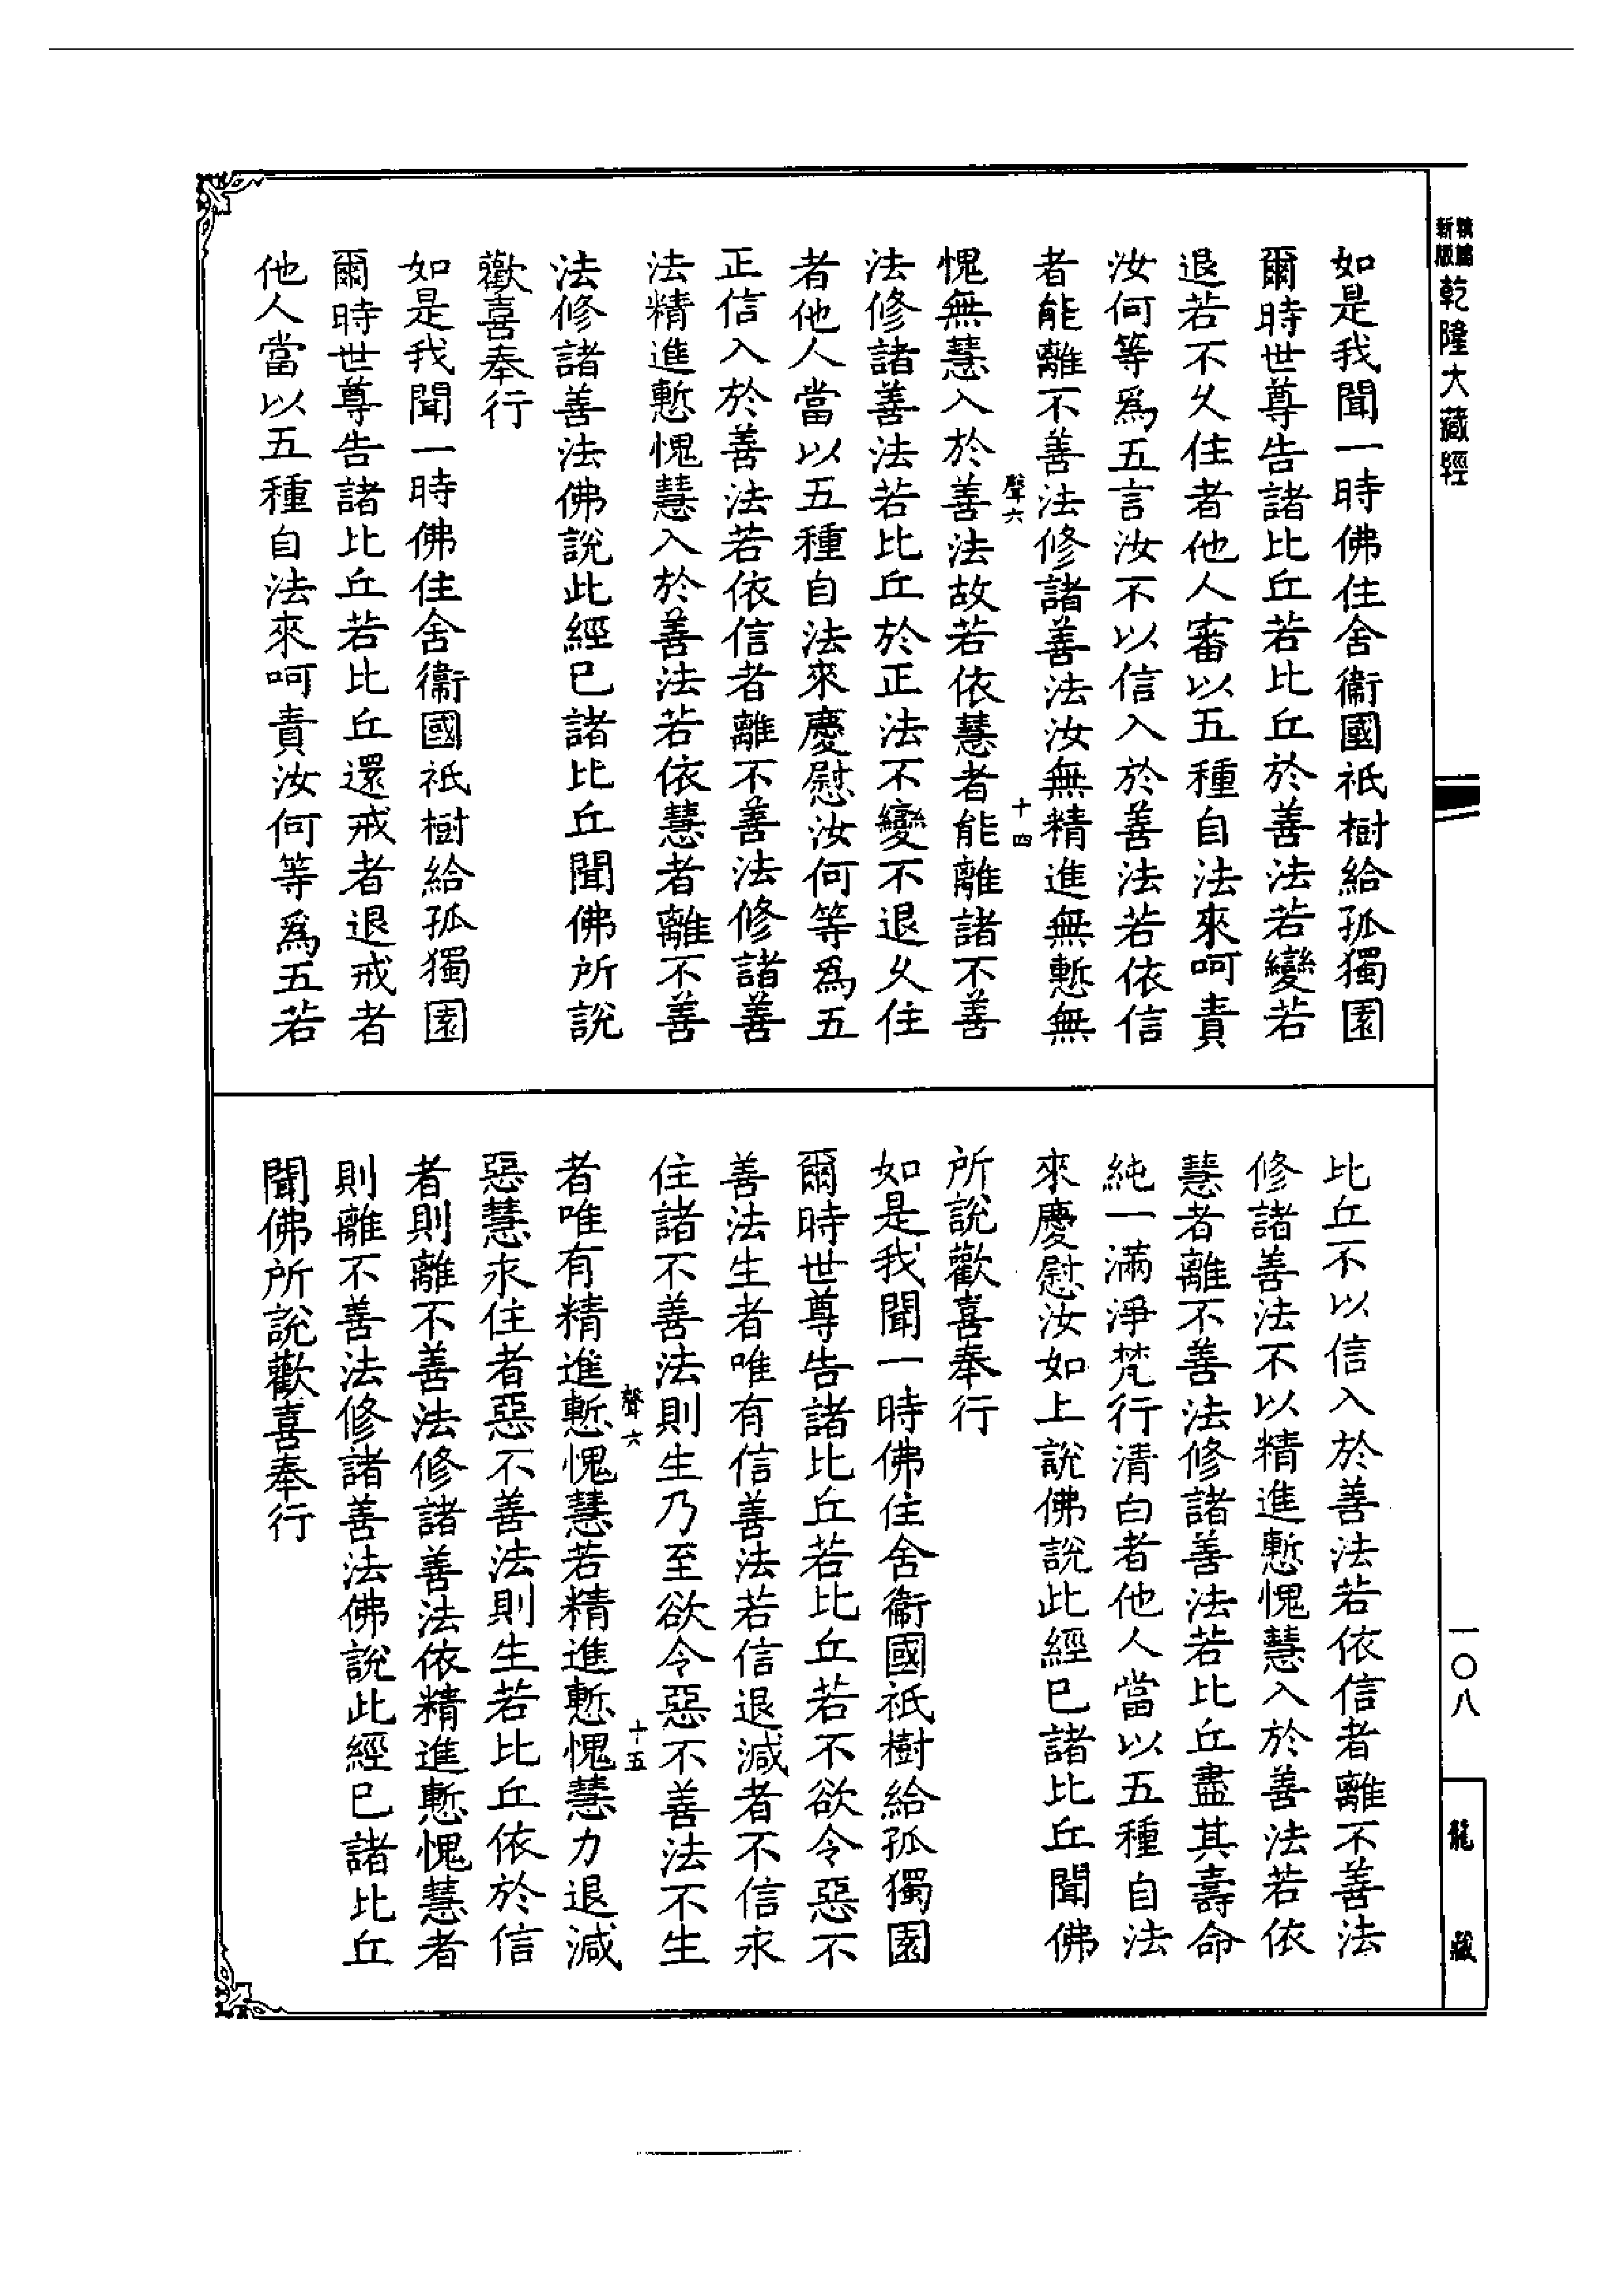 新版
乾隆大藏經
如是我聞一時佛住舍衞國祇樹給孤獨園
爾時世尊告諸比丘若比丘於善法若變若
退若不久住者他人審以五種自法來呵責
汝何等爲五言汝不以信入於善法若依信
者能離不善法修諸善法汝無精進無慙無
聲六
十四
愧無慧入於善法故若依慧者能離諸不善
法修諸善法若比丘於正法不變不退久住
者他人當以五種自法來慶慰汝何等爲五
正信入於善法若依信者離不善法修諸善
法精進慙愧慧入於善法若依慧者離不善
法修諸善法佛說此經已諸比丘聞佛所說
歡喜奉行
如是我聞一時佛住舍衞國祇樹給孤獨園
爾時世尊告諸比丘若比丘還戒者退戒者
他人當以五種自法來呵責汝何等爲五若
比丘不以信入於善法若依信者離不善法
修諸善法不以精進慙愧慧入於善法若依
慧者離不善法修諸善法若比丘盡其壽命
純一滿淨梵行清白者他人當以五種自法
來慶慰汝如上說佛說此經已諸比丘聞佛
所說歡喜奉行
如是我聞一時佛住舍衞國祇樹給孤獨園
爾時世尊告諸比丘若比丘若不欲令惡不
善法生者唯有信善法若信退減者不信永
住諸不善法則生乃至欲令惡不善法不生
聲六
十五
者唯有精進慙愧慧若精進慙愧慧力退減
惡慧永住者惡不善法則生若比丘依於信
者則離不善法修諸善法依精進慙愧慧者
則離不善法修諸善法佛說此經已諸比丘
聞佛所說歡喜奉行
一〇八
龍藏